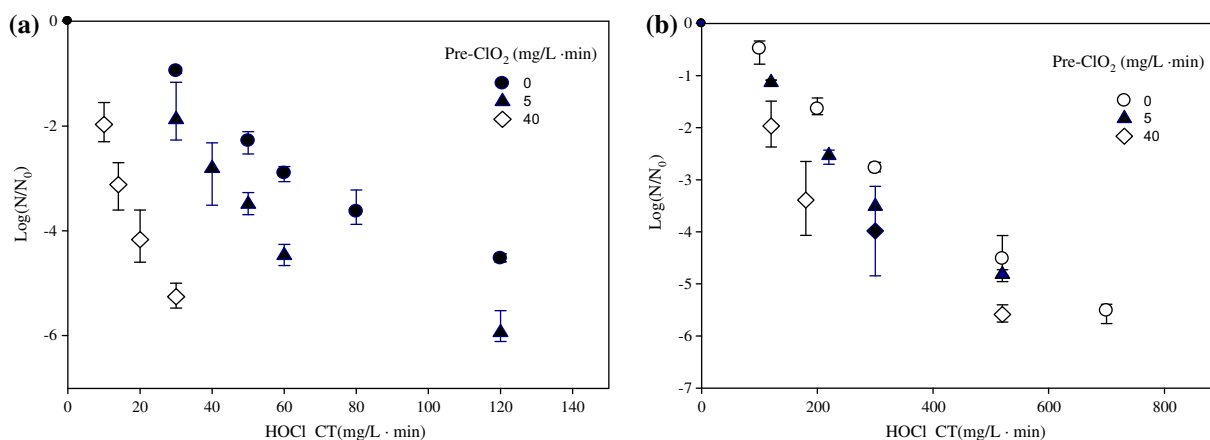 (a)
0
-2
-4
-6
Log(N/N₀)
Pre-ClO₂ (mg/L ·min)
0
5
40
0 20 40 60 80 100 120 140
HOCl CT(mg/L · min)
(b)
0
-1
-2
-3
-4
-5
-6
-7
Log(N/N₀)
Pre-ClO₂ (mg/L ·min)
0
5
40
0 200 400 600 800
HOCl CT(mg/L · min)